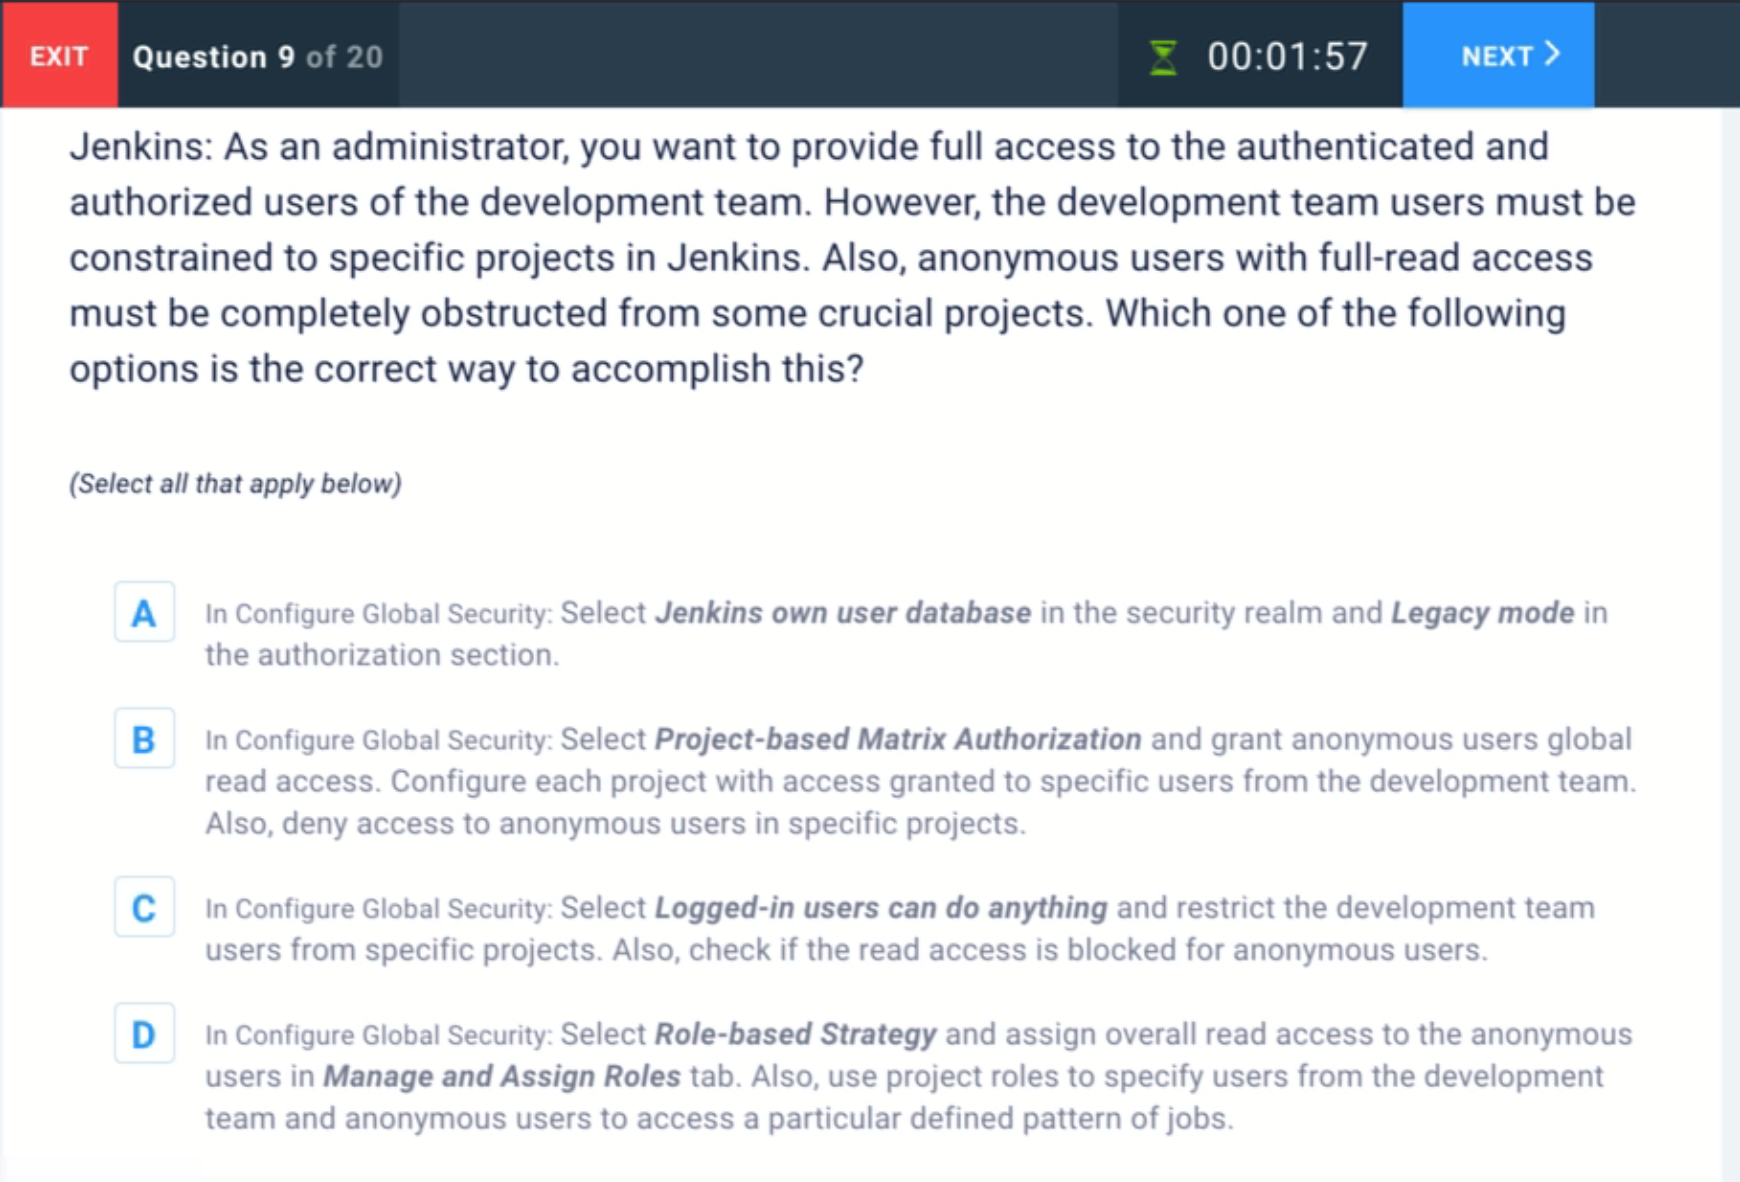 EXIT Question 9 of 20 00:01:57 NEXT >
Jenkins: As an administrator, you want to provide full access to the authenticated and
authorized users of the development team. However, the development team users must be
constrained to specific projects in Jenkins. Also, anonymous users with full-read access
must be completely obstructed from some crucial projects. Which one of the following
options is the correct way to accomplish this?
(Select all that apply below)
A In Configure Global Security: Select Jenkins own user database in the security realm and Legacy mode in
the authorization section.
B In Configure Global Security: Select Project-based Matrix Authorization and grant anonymous users global
read access. Configure each project with access granted to specific users from the development team.
Also, deny access to anonymous users in specific projects.
C In Configure Global Security: Select Logged-in users can do anything and restrict the development team
users from specific projects. Also, check if the read access is blocked for anonymous users.
D In Configure Global Security: Select Role-based Strategy and assign overall read access to the anonymous
users in Manage and Assign Roles tab. Also, use project roles to specify users from the development
team and anonymous users to access a particular defined pattern of jobs.